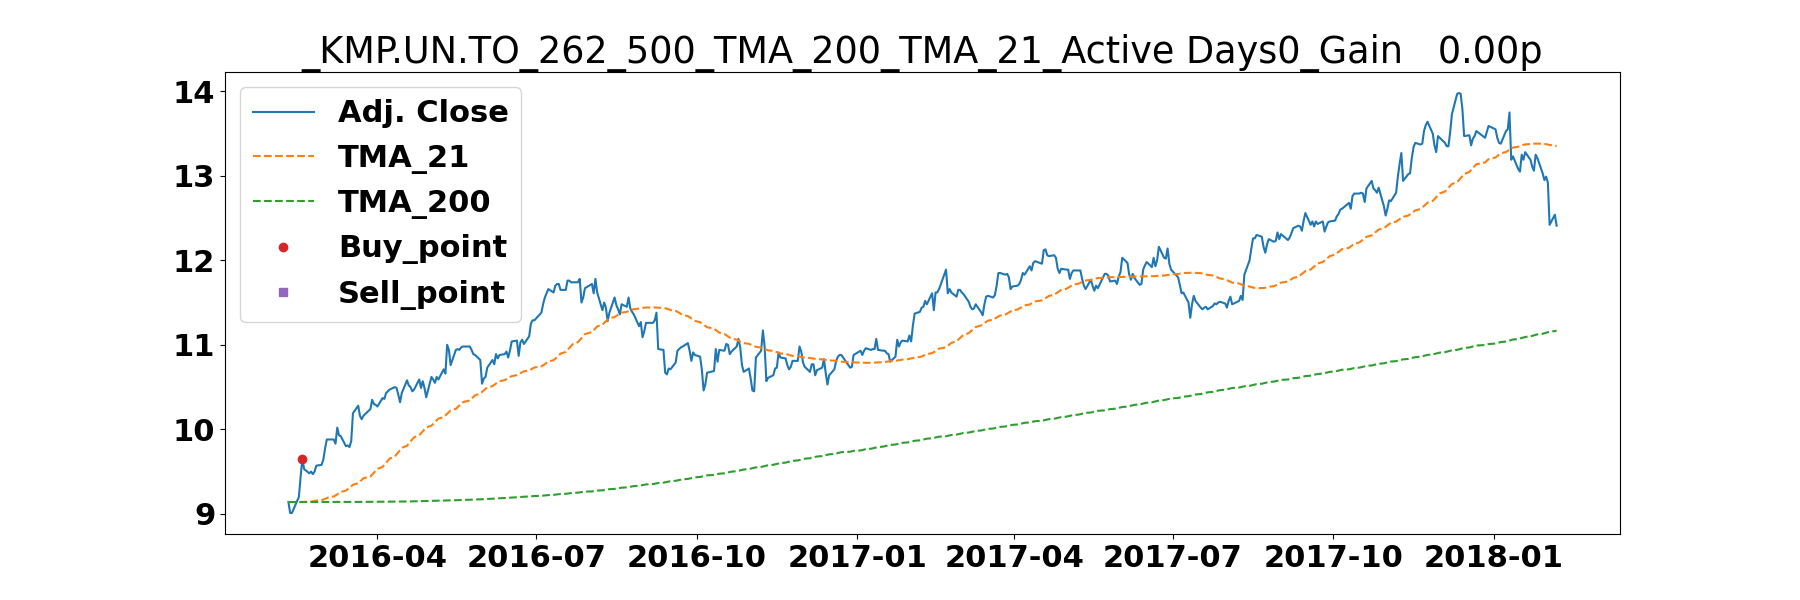 _KMP.UN.TO_262_500_TMA_200_TMA_21_Active Days0_Gain   0.00p
14
13
12
11
10
9
Adj. Close
TMA_21
TMA_200
Buy_point
Sell_point
2016-04 2016-07 2016-10 2017-01 2017-04 2017-07 2017-10 2018-01